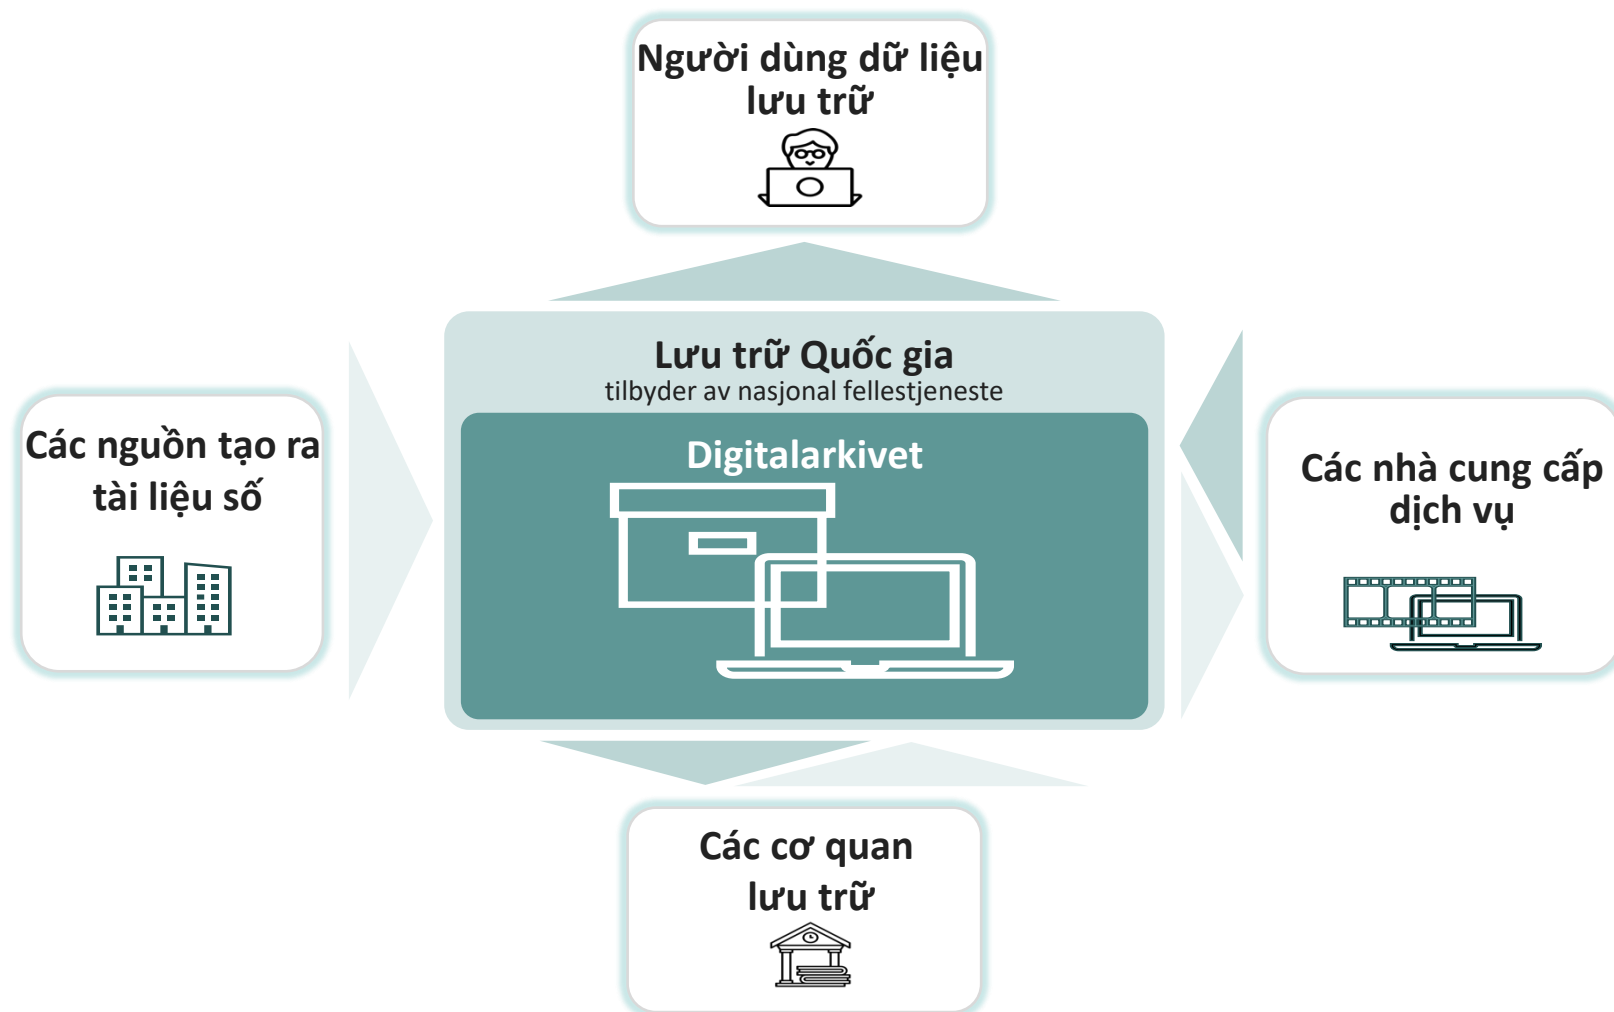 Người dùng dữ liệu
lưu trữ
Lưu trữ Quốc gia
tilbyder av nasjonal fellestjeneste
Digitalarkivet
Các nguồn tạo ra
tài liệu số
Các nhà cung cấp
dịch vụ
Các cơ quan
lưu trữ